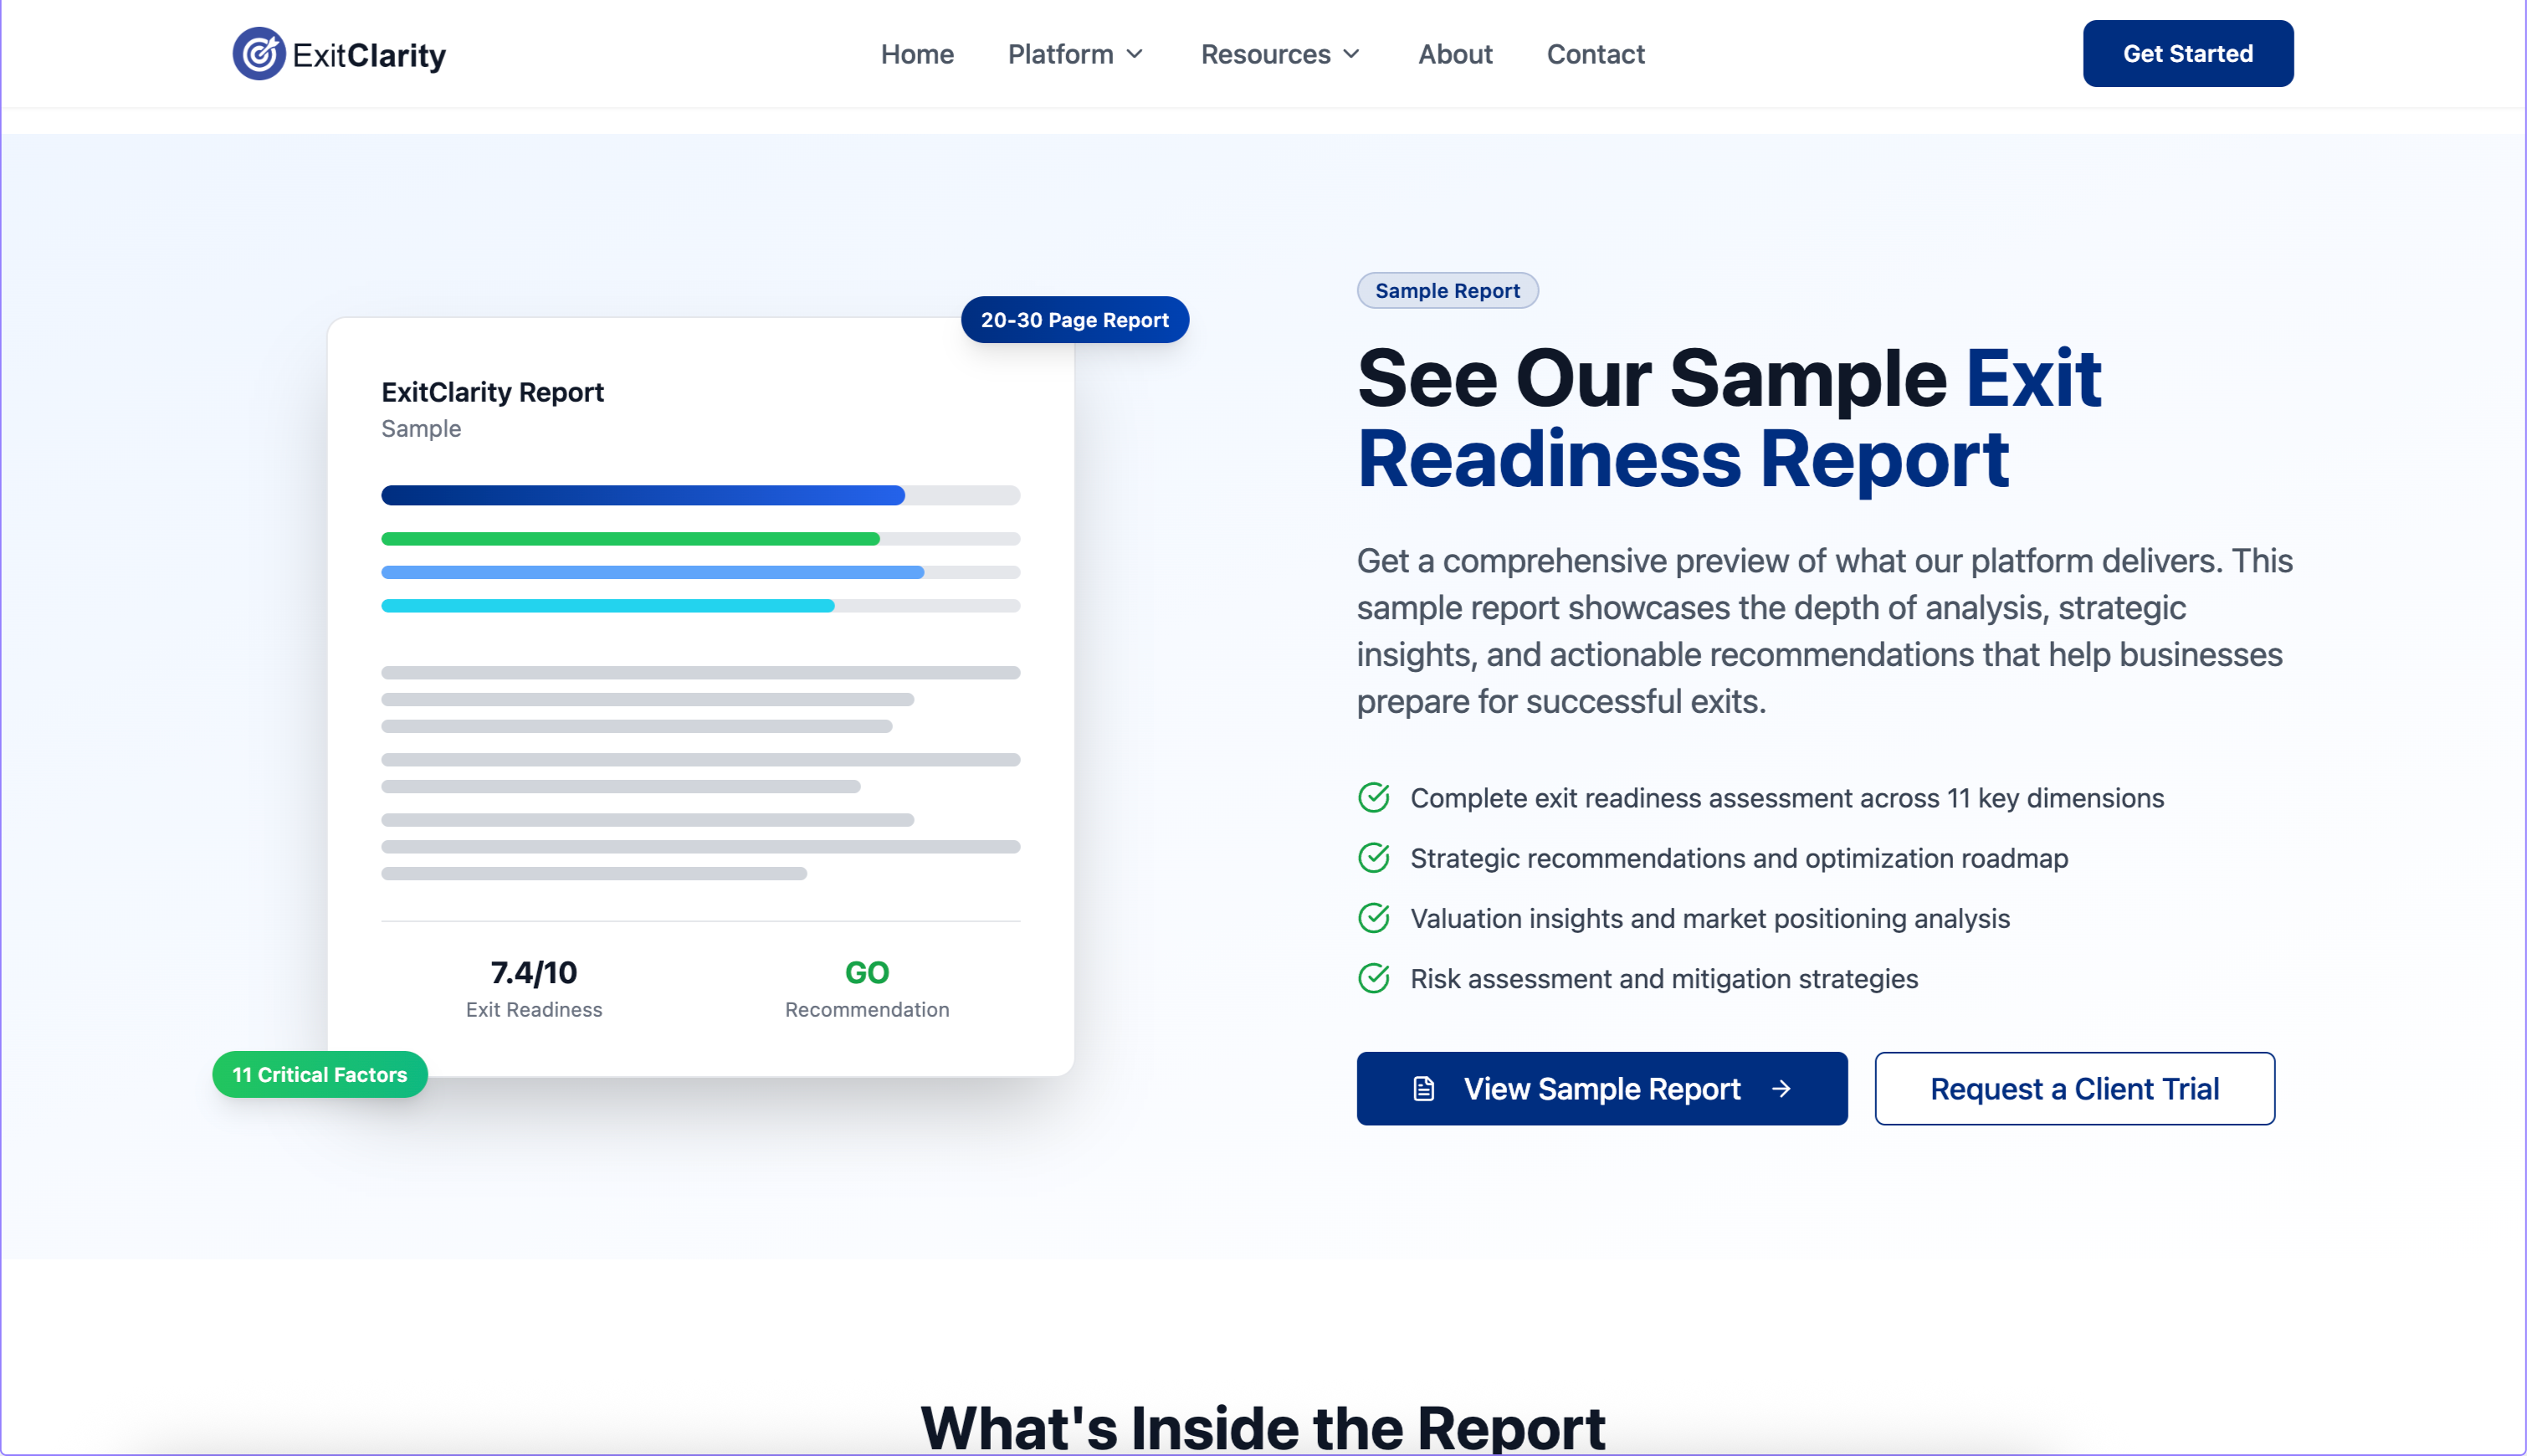 ExitClarity
Home
Platform
Resources
About
Contact
Get Started
20-30 Page Report
ExitClarity Report
Sample
7.4/10
Exit Readiness
GO
Recommendation
11 Critical Factors
Sample Report
See Our Sample Exit
Readiness Report
Get a comprehensive preview of what our platform delivers. This
sample report showcases the depth of analysis, strategic
insights, and actionable recommendations that help businesses
prepare for successful exits.
Complete exit readiness assessment across 11 key dimensions
Strategic recommendations and optimization roadmap
Valuation insights and market positioning analysis
Risk assessment and mitigation strategies
View Sample Report
Request a Client Trial
What's Inside the Report